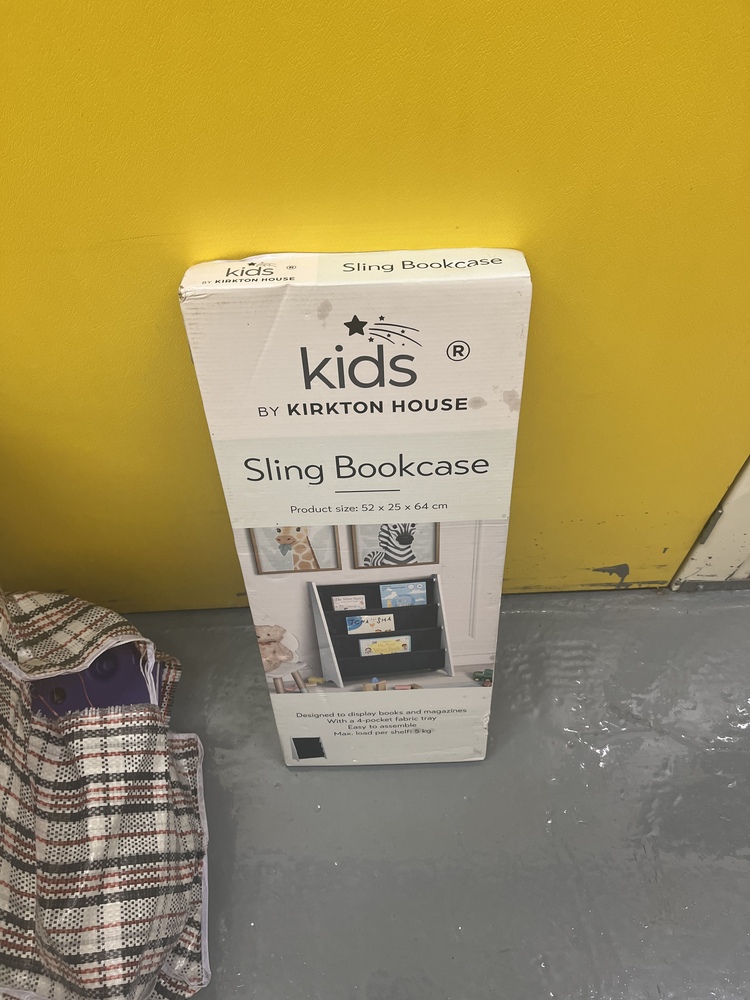 kids ®
BY KIRKTON HOUSE
Sling Bookcase
kids ®
BY KIRKTON HOUSE
Sling Bookcase
Product size: 52 x 25 x 64 cm
Designed to display books and magazines
With a 4-pocket fabric tray
Easy to assemble
Max. load per shelf: 5 kg